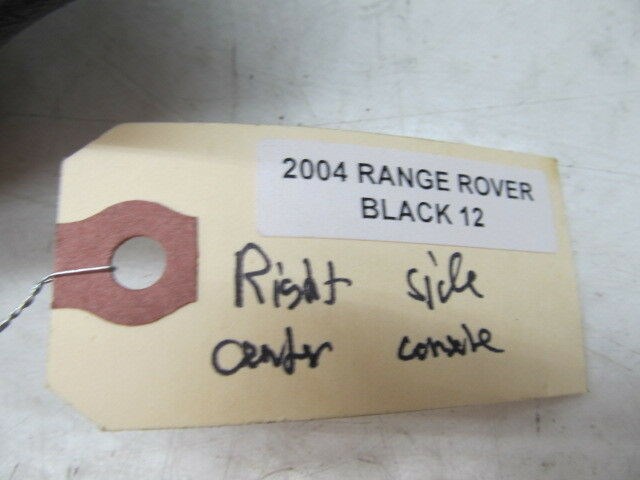 2004 RANGE ROVER
BLACK 12
Right side
center console